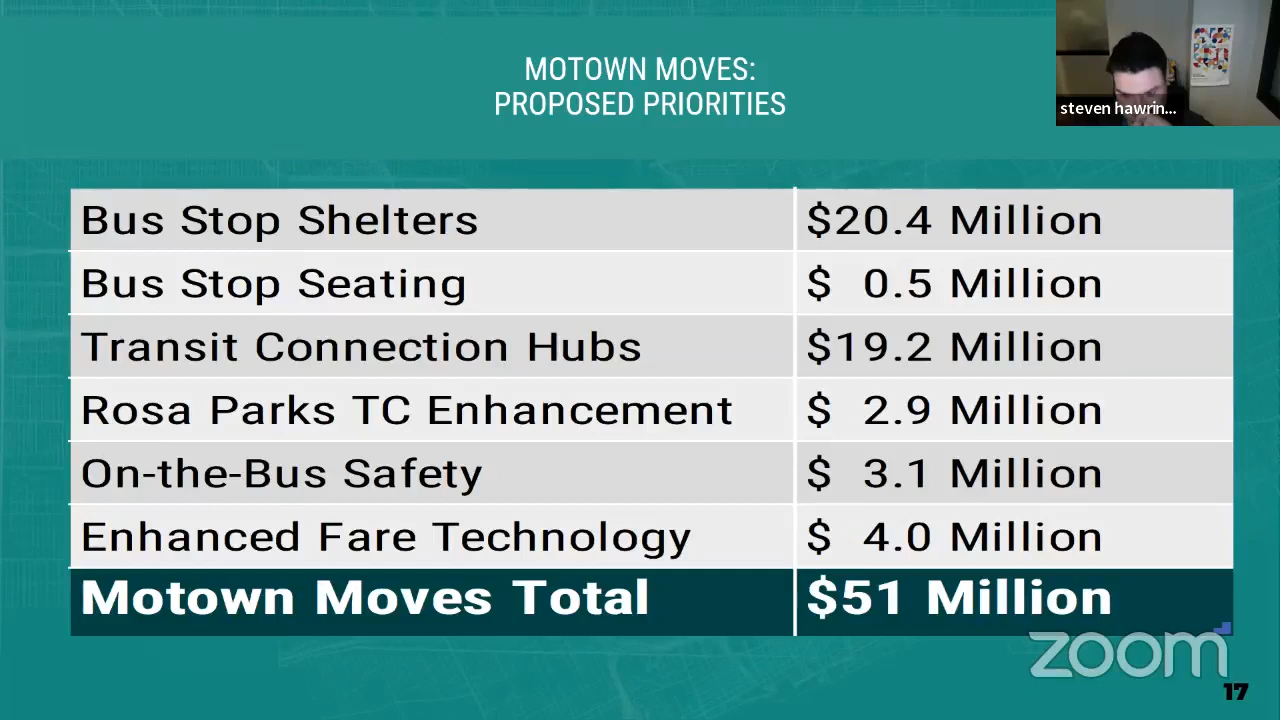 MOTOWN MOVES:
PROPOSED PRIORITIES
steven hawrin...
Bus Stop Shelters $20.4 Million
Bus Stop Seating $ 0.5 Million
Transit Connection Hubs $19.2 Million
Rosa Parks TC Enhancement $ 2.9 Million
On-the-Bus Safety $ 3.1 Million
Enhanced Fare Technology $ 4.0 Million
Motown Moves Total $51 Million
zoom
17